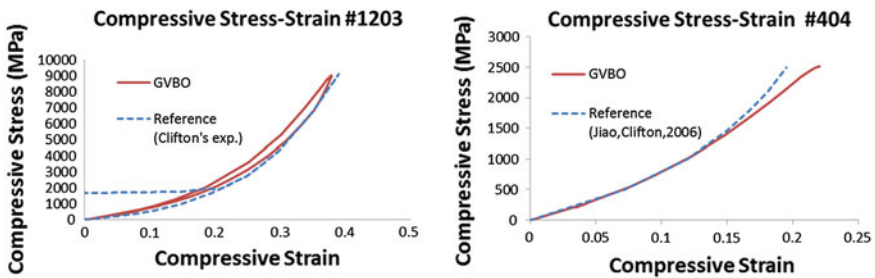 Compressive Stress-Strain #1203
Compressive Stress (MPa)
10000
9000
8000
7000
6000
5000
4000
3000
2000
1000
0
GVBO
Reference
(Clifton's exp.)
0 0.1 0.2 0.3 0.4 0.5
Compressive Strain
Compressive Stress-Strain #404
Compressive Stress (MPa)
3000
2500
2000
1500
1000
500
0
GVBO
Reference
(Jiao,Clifton,2006)
0 0.05 0.1 0.15 0.2 0.25
Compressive Strain